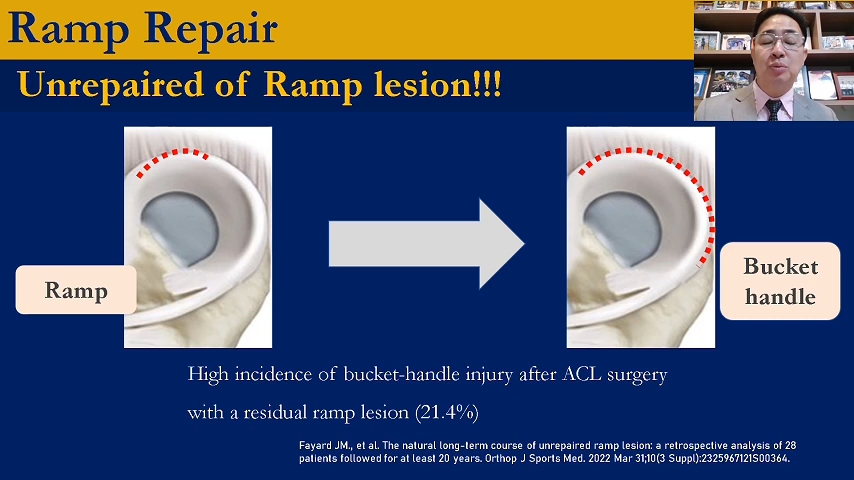 Ramp Repair
Unrepaired of Ramp lesion!!!
Ramp
Bucket
handle
High incidence of bucket-handle injury after ACL surgery
with a residual ramp lesion (21.4%)
Fayard JM., et al. The natural long-term course of unrepaired ramp lesion: a retrospective analysis of 28
patients followed for at least 20 years. Orthop J Sports Med. 2022 Mar 31;10(3 Suppl):2325967121S00364.